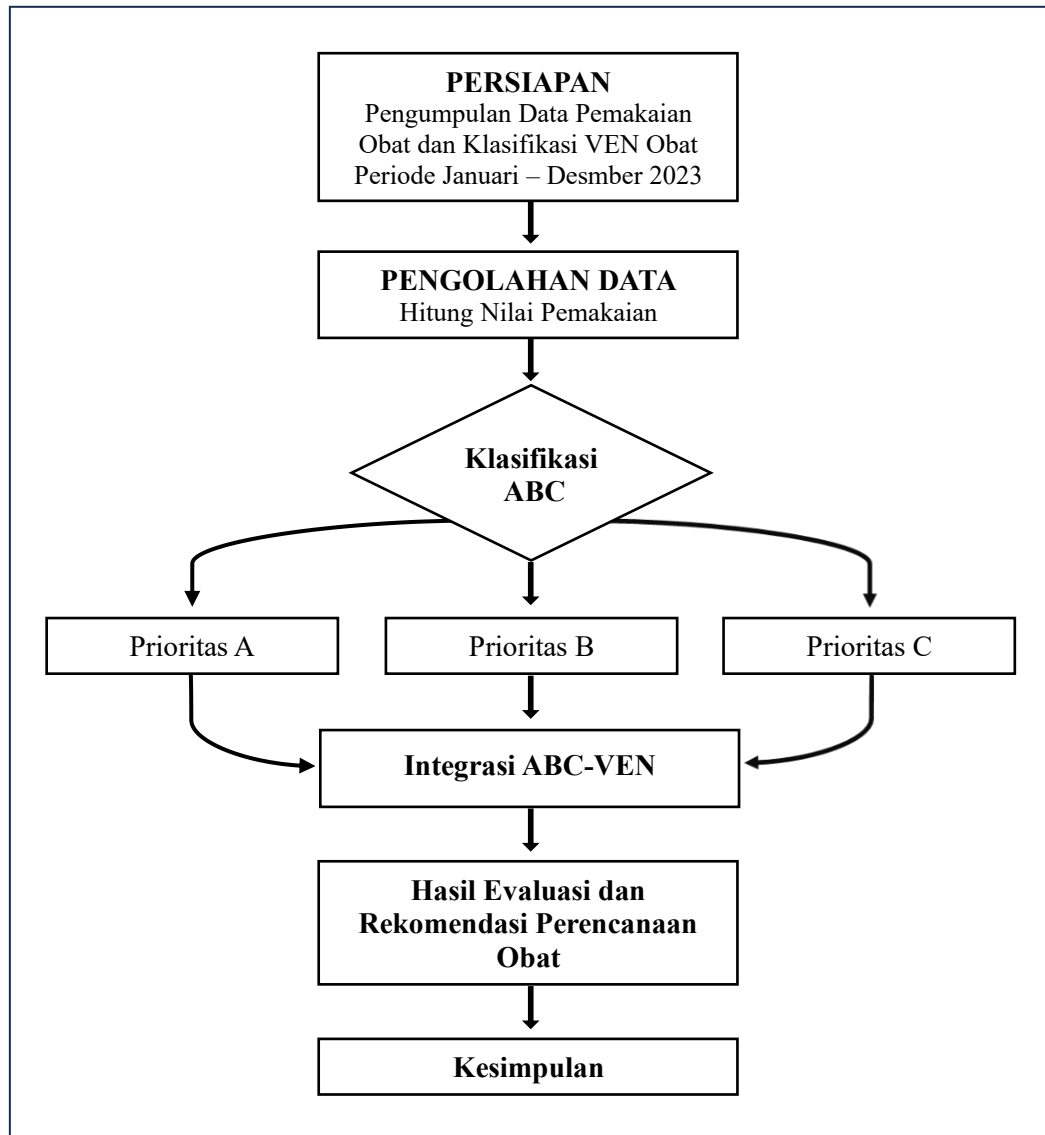 PERSIAPAN
Pengumpulan Data Pemakaian
Obat dan Klasifikasi VEN Obat
Periode Januari – Desmber 2023
PENGOLAHAN DATA
Hitung Nilai Pemakaian
Klasifikasi
ABC
Prioritas A
Prioritas B
Prioritas C
Integrasi ABC-VEN
Hasil Evaluasi dan
Rekomendasi Perencanaan
Obat
Kesimpulan